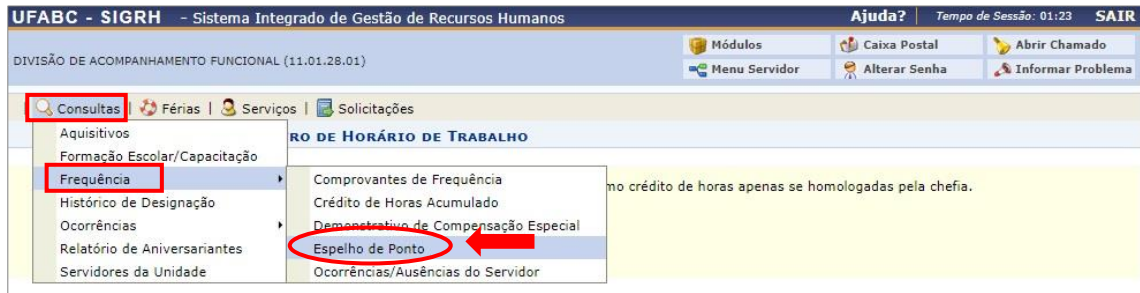 UFABC - SIGRH - Sistema Integrado de Gestão de Recursos Humanos Ajuda? Tempo de Sessão: 01:23 SAIR
DIVISÃO DE ACOMPANHAMENTO FUNCIONAL (11.01.28.01)
Módulos Caixa Postal Abrir Chamado
Menu Servidor Alterar Senha Informar Problema
Consultas | Férias | Serviços | Solicitações
RO DE HORÁRIO DE TRABALHO
Aquisitivos
Formação Escolar/Capacitação
Frequência
Histórico de Designação
Ocorrências
Relatório de Aniversariantes
Servidores da Unidade
Comprovantes de Frequência
Crédito de Horas Acumulado
Demonstrativo de Compensação Especial
Espelho de Ponto
Ocorrências/Ausências do Servidor
mo crédito de horas apenas se homologadas pela chefia.